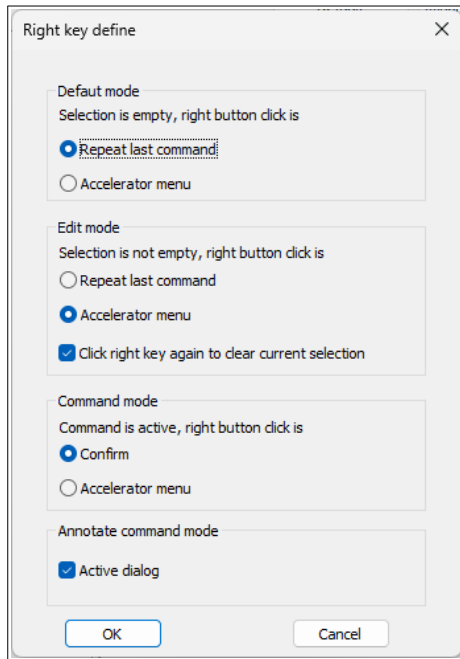 Right key define
Defaut mode
Selection is empty, right button click is
Repeat last command
Accelerator menu
Edit mode
Selection is not empty, right button click is
Repeat last command
Accelerator menu
Click right key again to clear current selection
Command mode
Command is active, right button click is
Confirm
Accelerator menu
Annotate command mode
Active dialog
OK Cancel